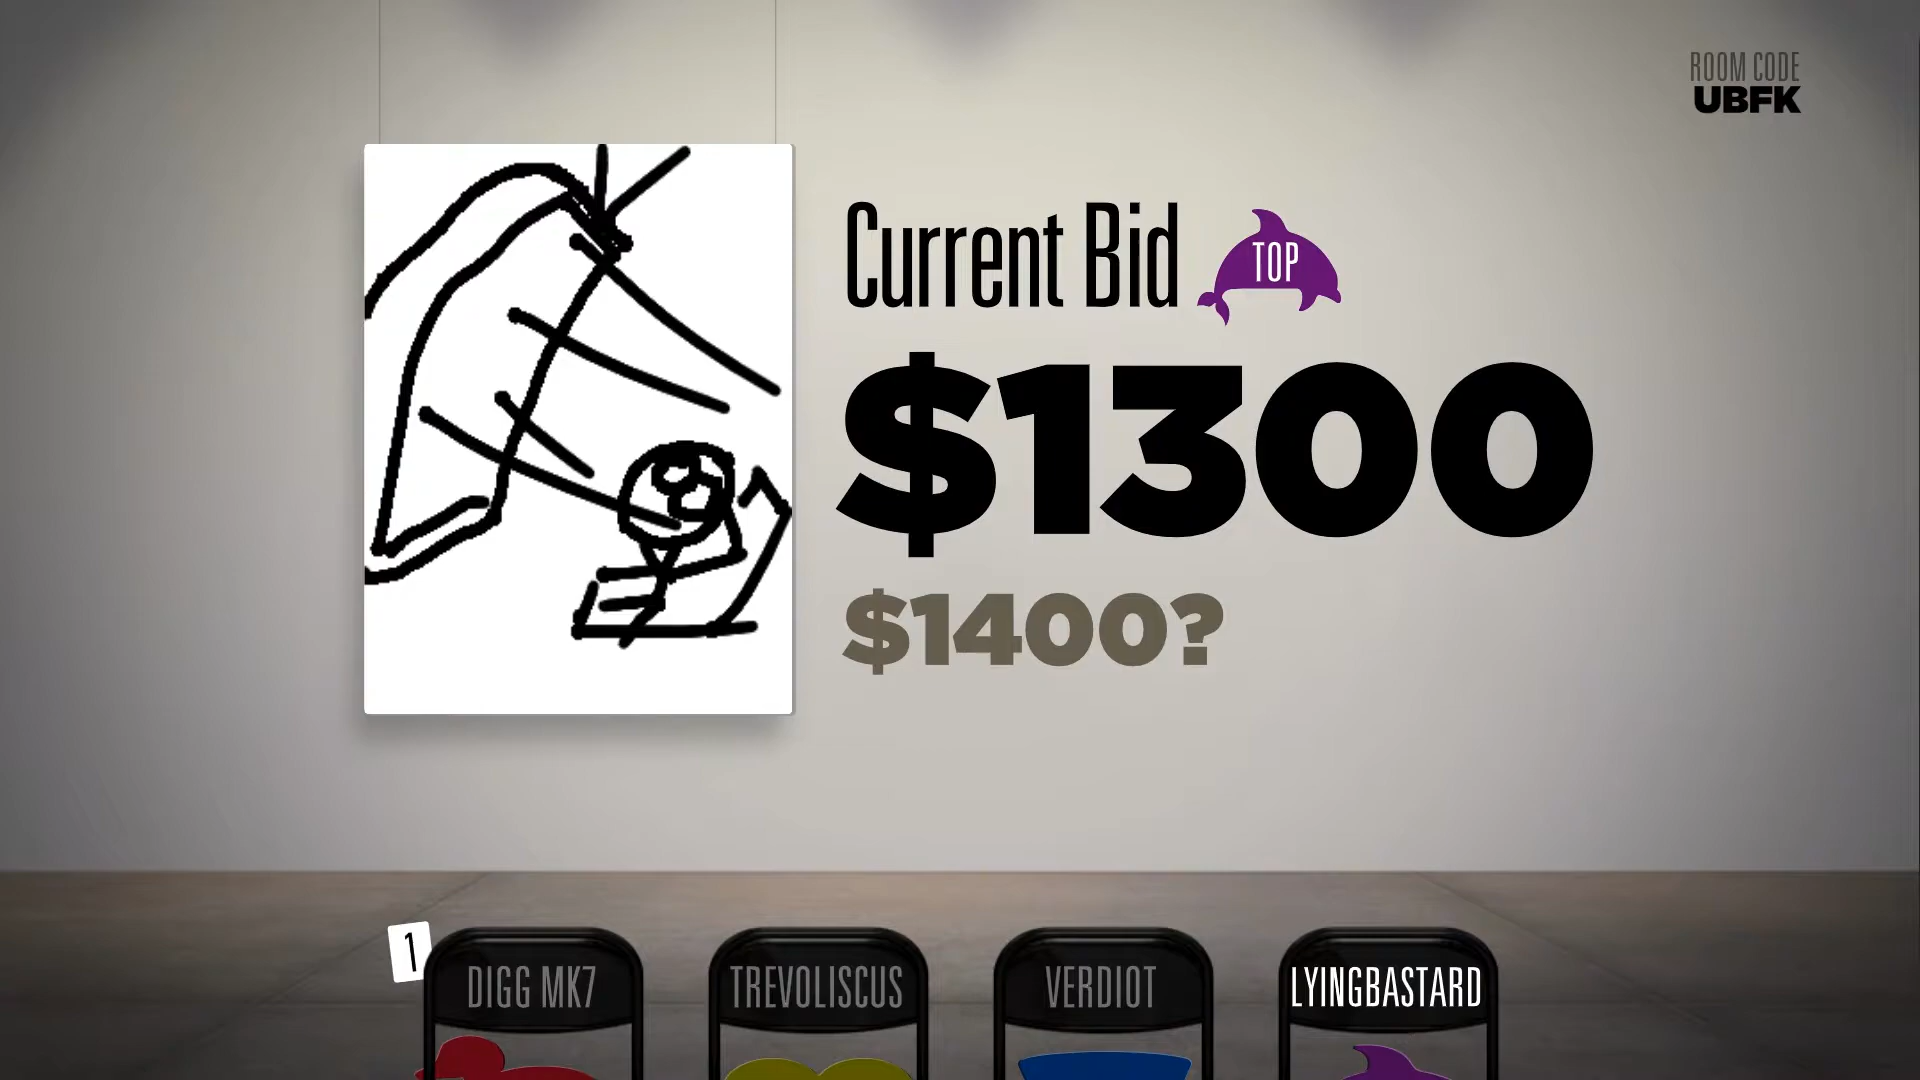 ROOM CODE
UBFK
Current Bid
TOP
$1300
$1400?
1
DIGG MK7
TREVOLISCUS
VERDIOT
LYINGBASTARD